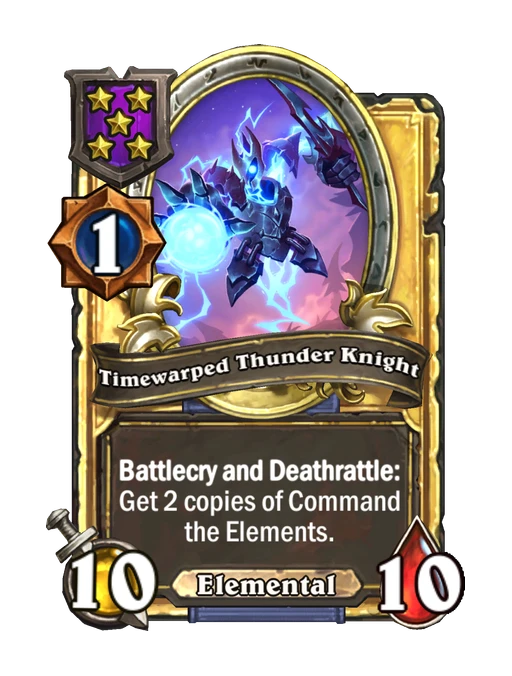 1
Timewarped Thunder Knight
Battlecry and Deathrattle:
Get 2 copies of Command
the Elements.
10
Elemental
10